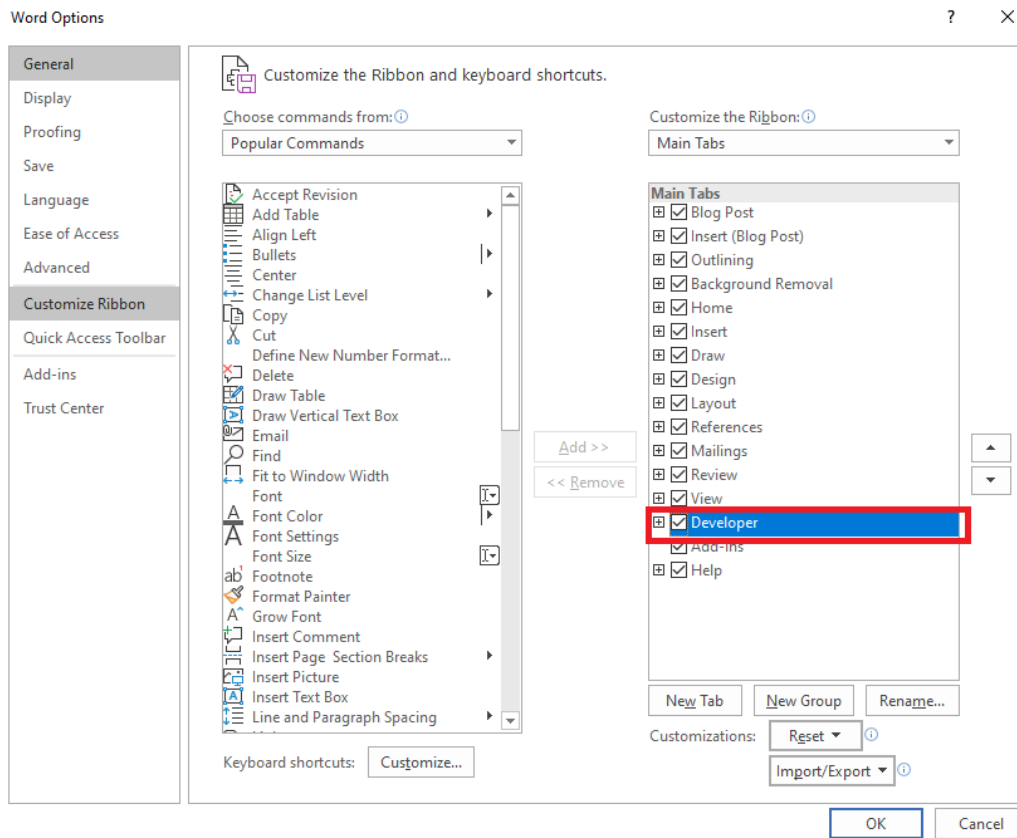 Word Options
?
General
Display
Proofing
Save
Language
Ease of Access
Advanced
Customize Ribbon
Quick Access Toolbar
Add-ins
Trust Center
Customize the Ribbon and keyboard shortcuts.
Choose commands from:
Popular Commands
Accept Revision
Add Table
Align Left
Bullets
Center
Change List Level
Copy
Cut
Define New Number Format...
Delete
Draw Table
Draw Vertical Text Box
Email
Find
Fit to Window Width
Font
Font Color
Font Settings
Font Size
Footnote
Format Painter
Grow Font
Insert Comment
Insert Page Section Breaks
Insert Picture
Insert Text Box
Line and Paragraph Spacing
Keyboard shortcuts: Customize...
Add >>
<< Remove
Customize the Ribbon:
Main Tabs
Main Tabs
Blog Post
Insert (Blog Post)
Outlining
Background Removal
Home
Insert
Draw
Design
Layout
References
Mailings
Review
View
Developer
Add-ins
Help
New Tab New Group Rename...
Customizations: Reset
Import/Export
OK Cancel